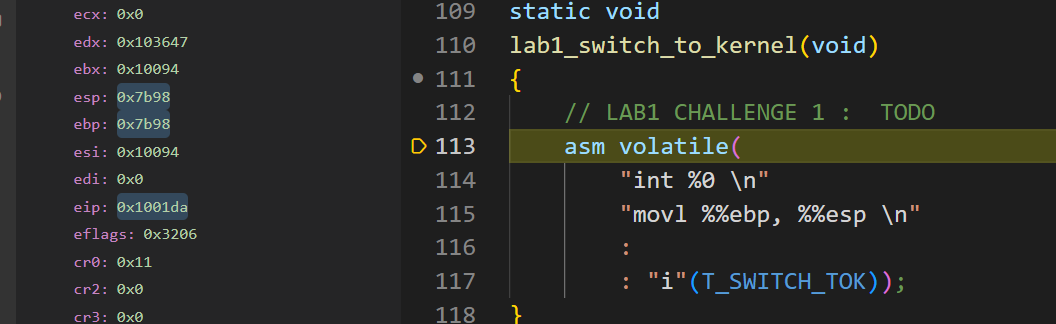 ecx: 0x0
edx: 0x103647
ebx: 0x10094
esp: 0x7b98
ebp: 0x7b98
esi: 0x10094
edi: 0x0
eip: 0x1001da
eflags: 0x3206
cr0: 0x11
cr2: 0x0
cr3: 0x0
109 static void
110 lab1_switch_to_kernel(void)
111 {
112 // LAB1 CHALLENGE 1 :  TODO
113 asm volatile(
114 "int %0 \n"
115 "movl %%ebp, %%esp \n"
116 :
117 : "i"(T_SWITCH_TOK));
118 }